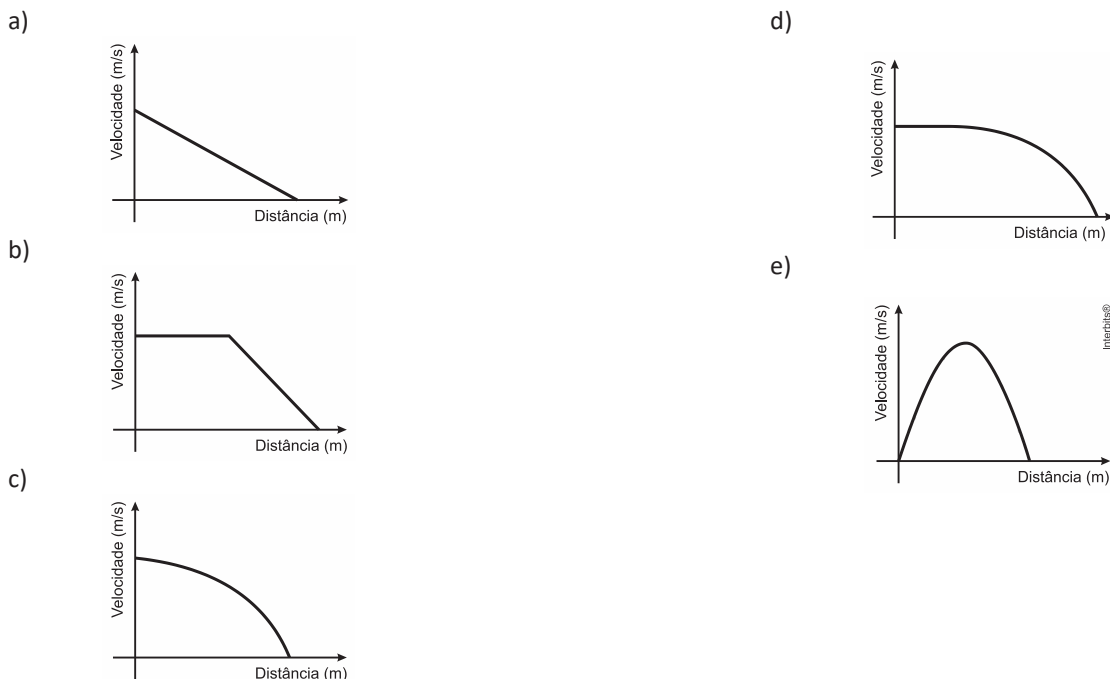 a)
Velocidade (m/s)
Distância (m)
b)
Velocidade (m/s)
Distância (m)
c)
Velocidade (m/s)
Distância (m)
d)
Velocidade (m/s)
Distância (m)
e)
Velocidade (m/s)
Distância (m)
Interbits®